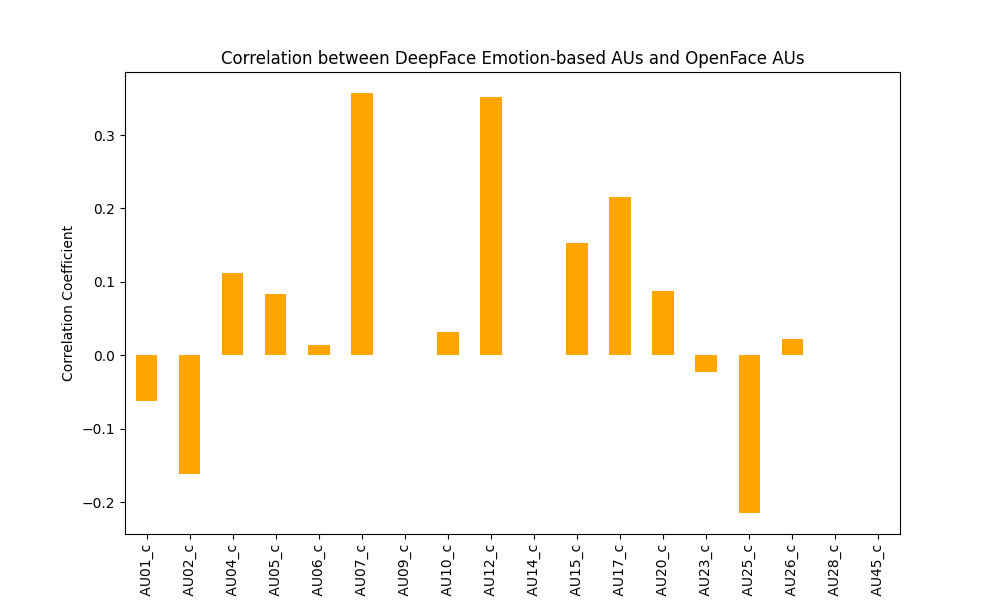 Correlation between DeepFace Emotion-based AUs and OpenFace AUs
Correlation Coefficient
0.3
0.2
0.1
0.0
−0.1
−0.2
AU01_c
AU02_c
AU04_c
AU05_c
AU06_c
AU07_c
AU09_c
AU10_c
AU12_c
AU14_c
AU15_c
AU17_c
AU20_c
AU23_c
AU25_c
AU26_c
AU28_c
AU45_c